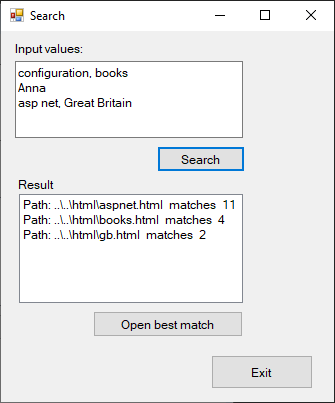 Search
Input values:
configuration, books
Anna
asp net, Great Britain
Search
Result
Path: ..\..\html\aspnet.html  matches  11
Path: ..\..\html\books.html  matches  4
Path: ..\..\html\gb.html  matches  2
Open best match
Exit